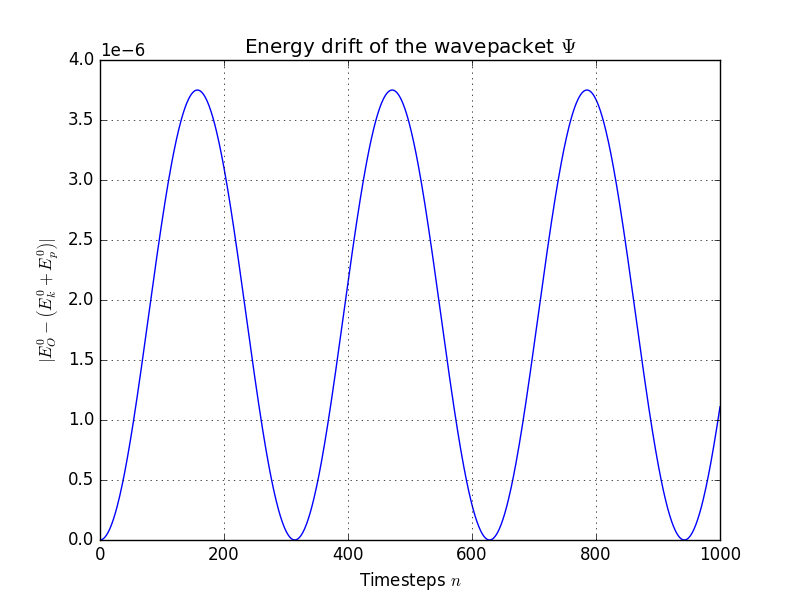 Energy drift of the wavepacket Ψ
1e−6
4.0
3.5
3.0
2.5
2.0
1.5
1.0
0.5
0.0
|E_O^0 − (E_k^0 + E_p^0)|
0 200 400 600 800 1000
Timesteps n